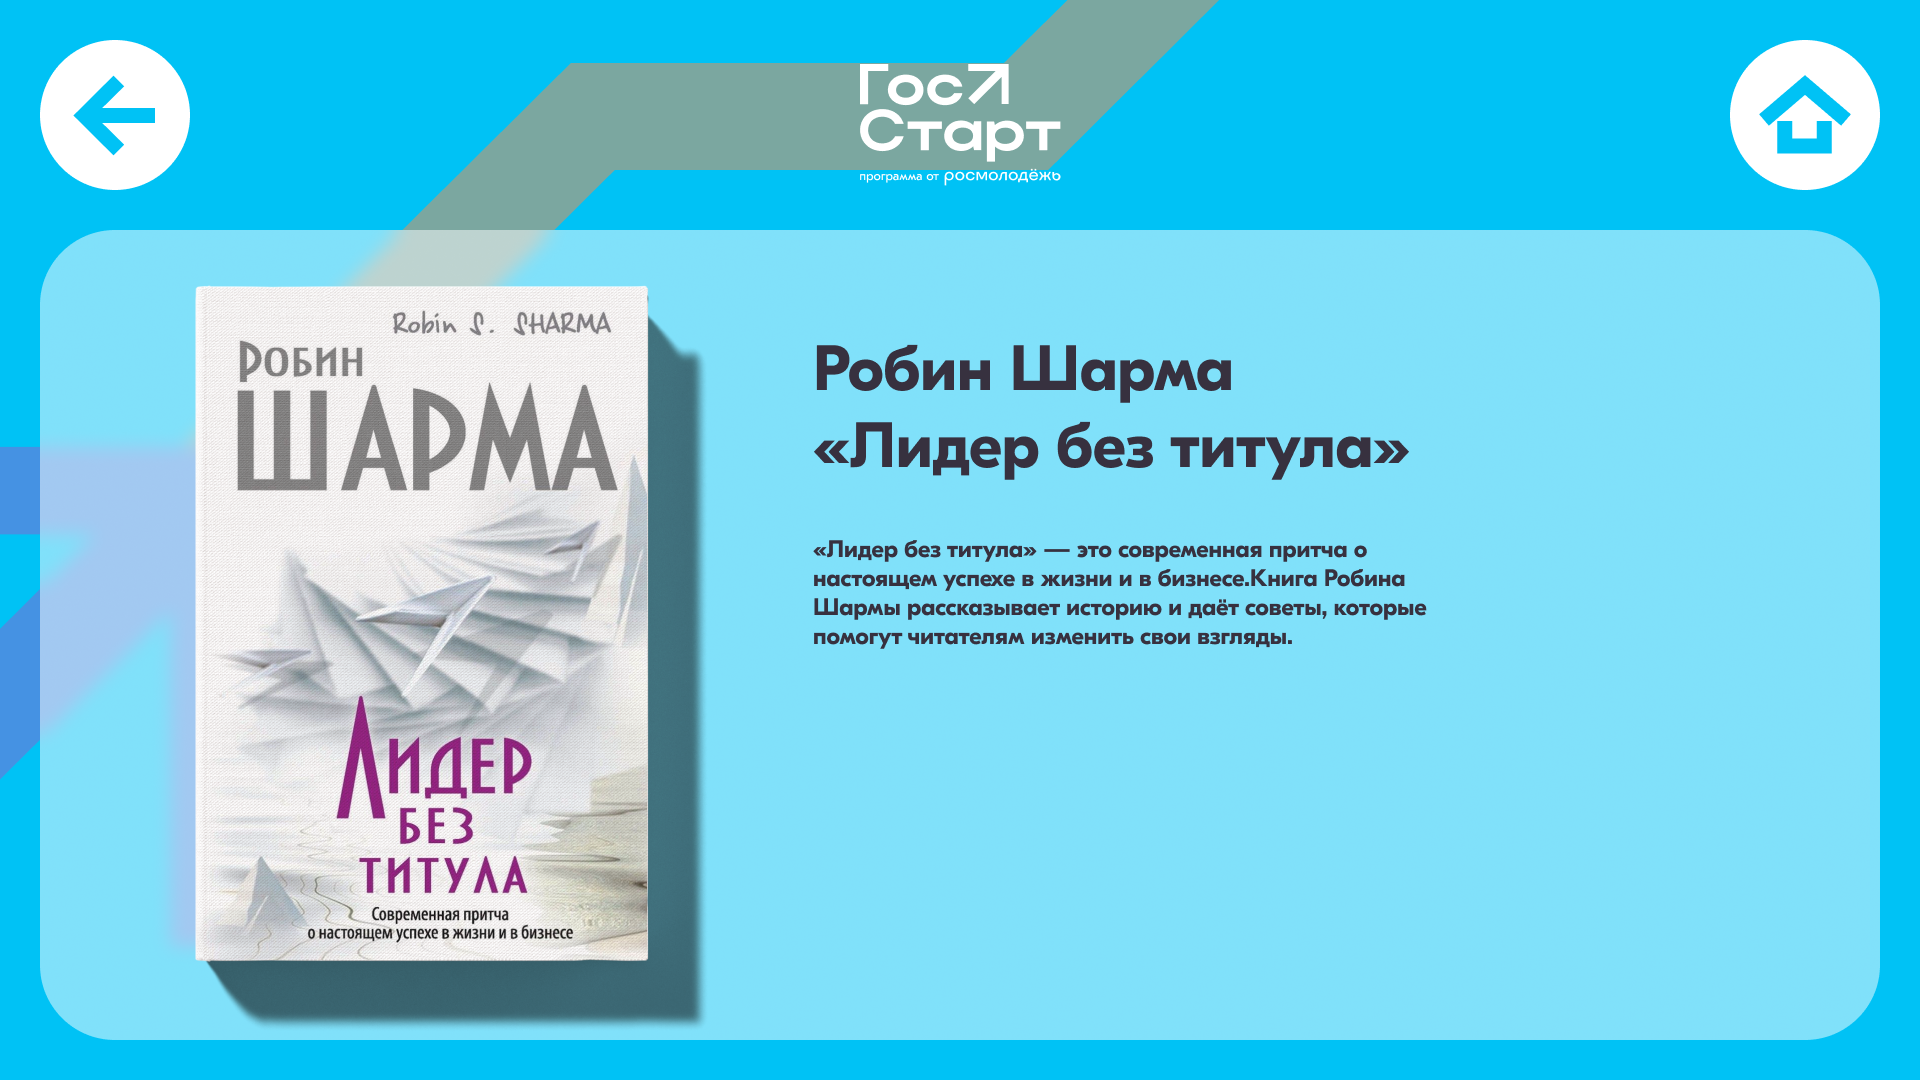 Гос
Старт
программа от росмолодёжь
Robin S. SHARMA
РОБИН
ШАРМА
ЛИДЕР
БЕЗ
ТИТУЛА
Современная притча
о настоящем успехе в жизни и в бизнесе
Робин Шарма
«Лидер без титула»
«Лидер без титула» — это современная притча о
настоящем успехе в жизни и в бизнесе.Книга Робина
Шармы рассказывает историю и даёт советы, которые
помогут читателям изменить свои взгляды.